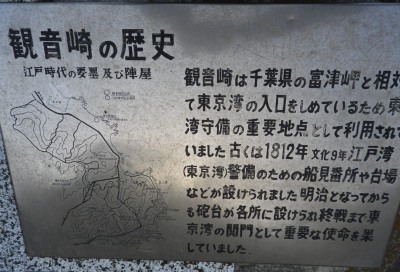 観音崎の歴史
江戸時代の要塁及び陣屋
観音崎は千葉県の富津岬と相対
て東京湾の入口をしめているため東
湾守備の重要地点として利用されて
いました古くは1812年文化9年江戸湾
(東京湾)警備のための船見番所や台場
などが設けられました明治となってから
も砲台が各所に設けられ終戦まで東
京湾の関門として重要な使命を果
していました。